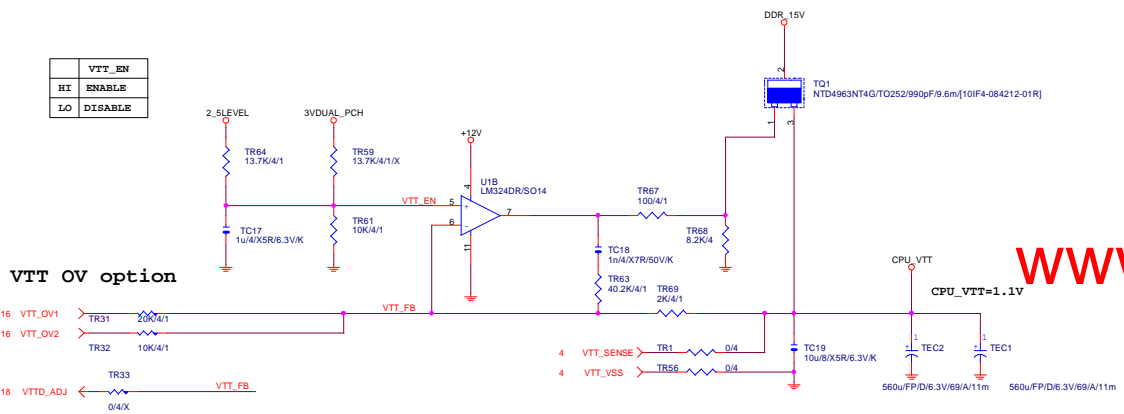 DDR_15V
VTT_EN
HI ENABLE
LO DISABLE
2
TQ1
NTD4963NT4G/TO252/990pF/9.6m/[10IF4-084212-01R]
1
3
2_5LEVEL
3VDUAL_PCH
+12V
TR64
13.7K/4/1
TR59
13.7K/4/1/X
4
U1B
LM324DR/SO14
VTT_EN
5
+
6
-
7
11
TR67
100/4/1
TC17
1u/4/X5R/6.3V/K
TR61
10K/4/1
TR68
8.2K/4
TC18
1n/4/X7R/50V/K
TR63
40.2K/4/1
TR69
2K/4/1
CPU_VTT
WWW
CPU_VTT=1.1V
VTT OV option
16 VTT_OV1
TR31
20K/4/1
VTT_FB
16 VTT_OV2
TR32
10K/4/1
4 VTT_SENSE
TR1
0/4
4 VTT_VSS
TR56
0/4
TC19
10u/8/X5R/6.3V/K
+
1
TEC2
560u/FP/D/6.3V/69/A/11m
+
1
TEC1
560u/FP/D/6.3V/69/A/11m
18 VTTD_ADJ
TR33
0/4/X
VTT_FB